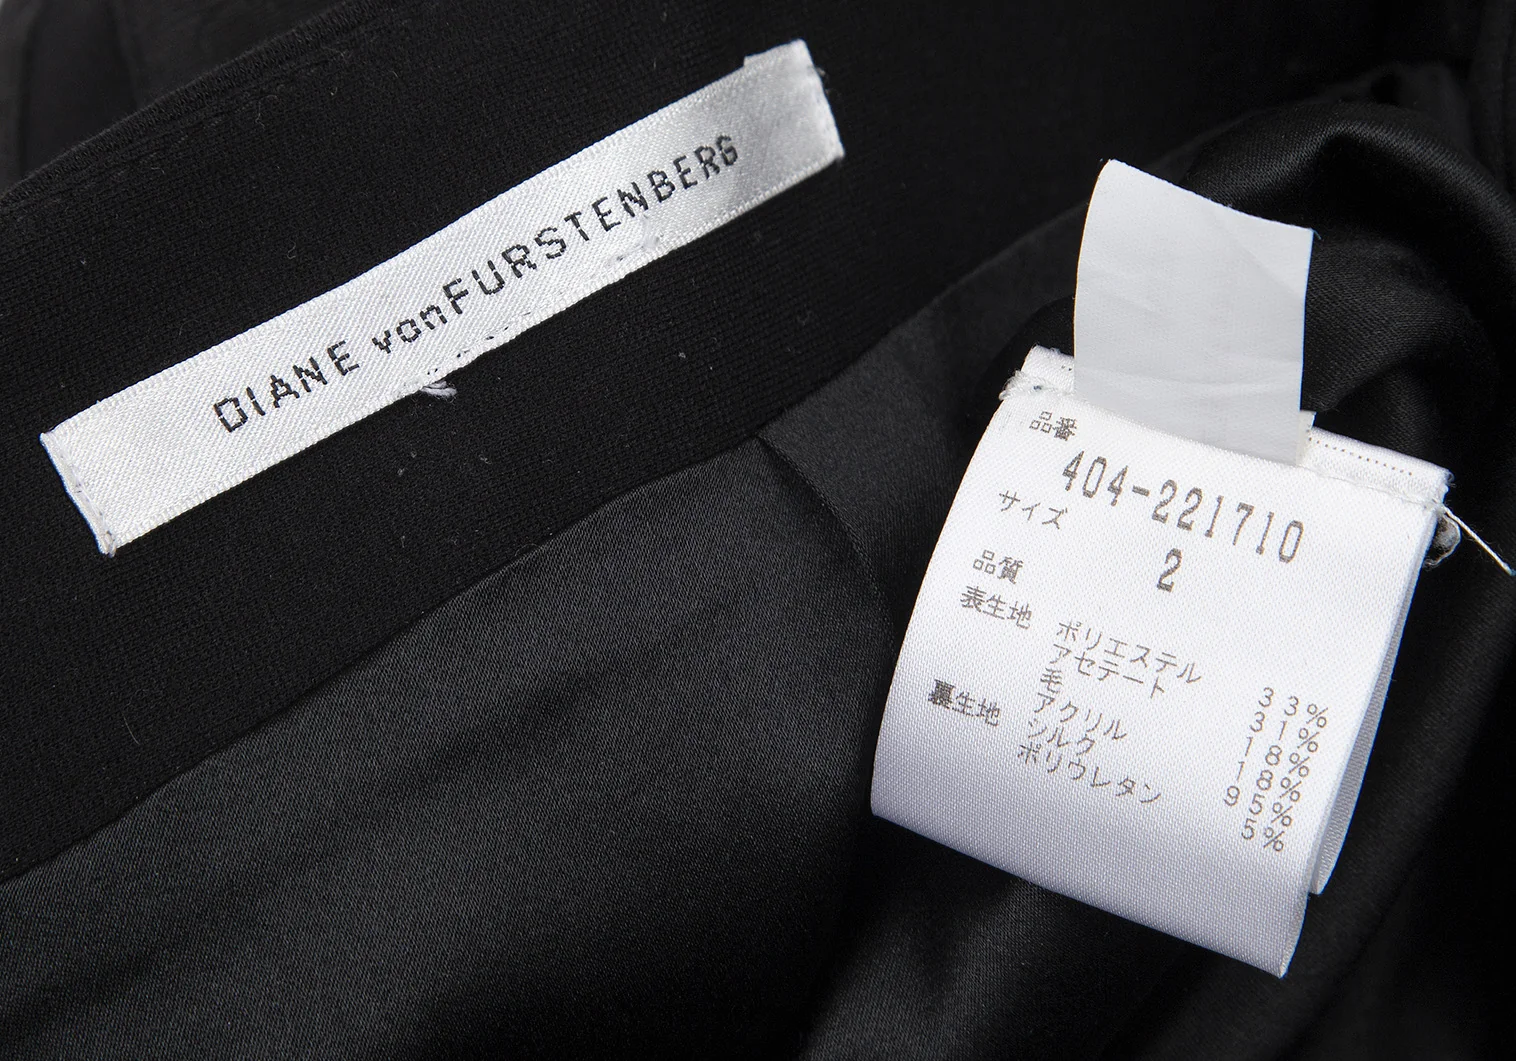 DIANE vonFURSTENBERG
品番
404-221710
サイズ 2
品質
表生地 ポリエステル 33%
アセテート 31%
毛 18%
アクリル 18%
裏生地 シルク 95%
ポリウレタン 5%